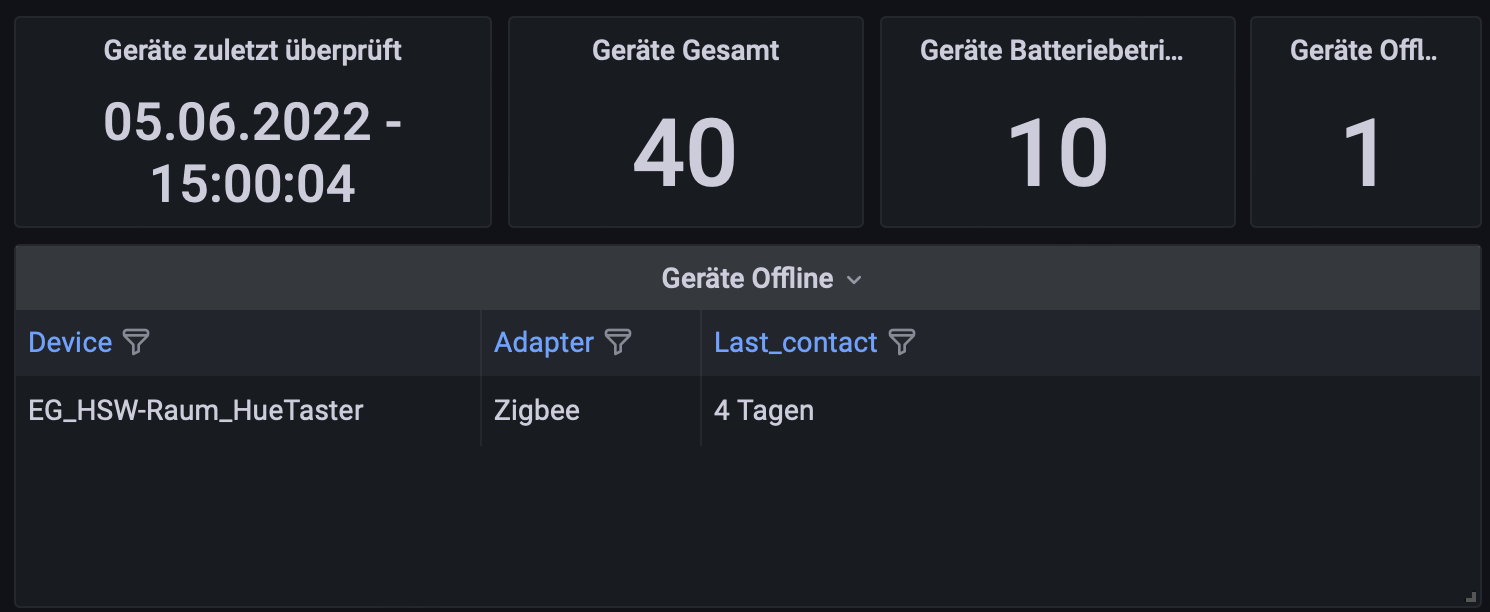 Geräte zuletzt überprüft
05.06.2022 -
15:00:04
Geräte Gesamt
40
Geräte Batteriebetri...
10
Geräte Offl..
1
Geräte Offline
Device
Adapter
Last_contact
EG_HSW-Raum_HueTaster
Zigbee
4 Tagen